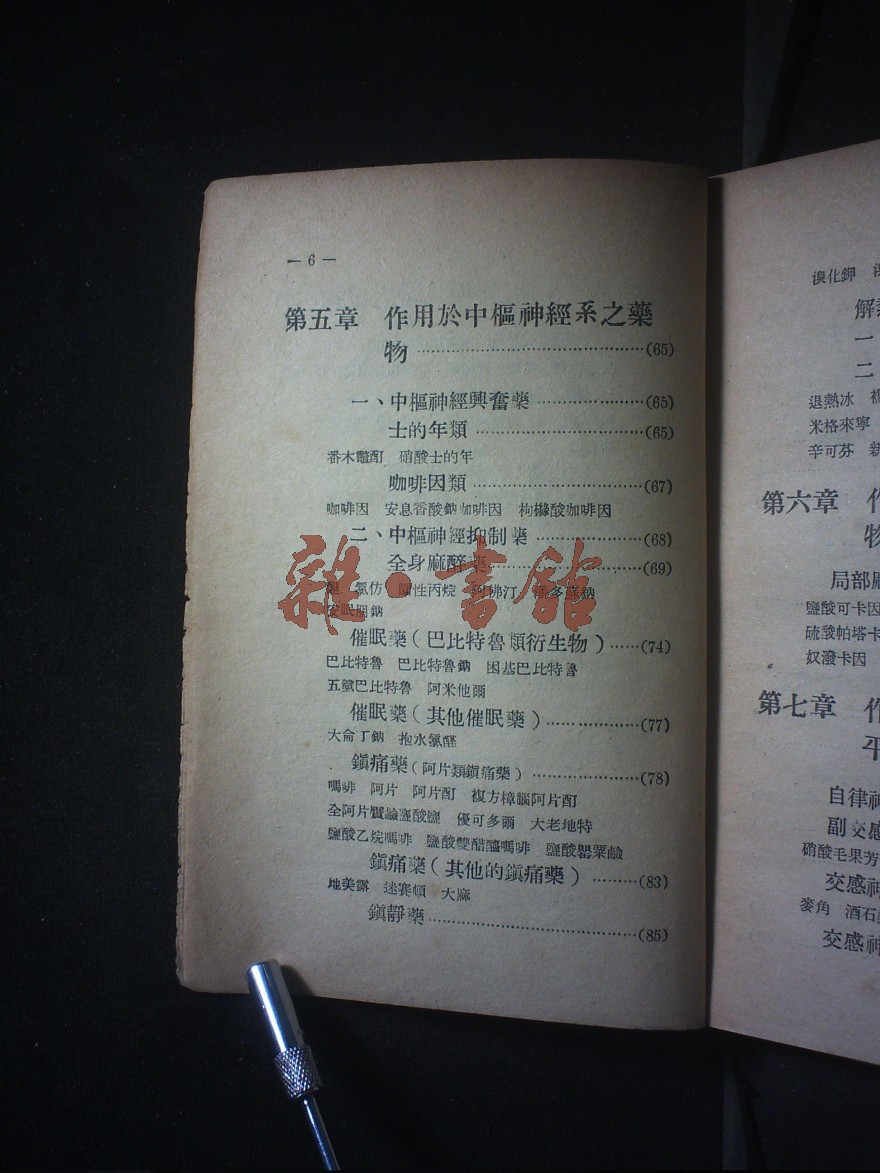 — 6 —
第五章 作用於中樞神經系之藥
物 ……………………………(65)
一、中樞神經興奮藥 ………………(65)
士的年類 ………………………(65)
番木鼈酊 硝酸士的年
咖啡因類 ………………………(67)
咖啡因 安息香酸鈉咖啡因 枸櫞酸咖啡因
二、中樞神經抑制藥 ………………(68)
全身麻醉藥 ……………………(69)
氯仿 性丙烷
安眠朋鈉
催眠藥(巴比特魯類衍生物)……(74)
巴比特魯 巴比特魯鈉 困基巴比特魯
五氮巴比特魯 阿米他爾
催眠藥(其他催眠藥)……………(77)
大侖丁鈉 抱水氯醛
鎮痛藥(阿片類鎮痛藥)……………(78)
嗎啡 阿片 阿片酊 複方樟腦阿片酊
全阿片 鹽酸鹽 優可多爾 大老地特
鹽酸乙烷嗎啡 鹽酸雙醋醯嗎啡 鹽酸罌粟鹼
鎮痛藥(其他的鎮痛藥)………(83)
地美露 迷賽頓 大麻
鎮靜藥 ……………………………(85)
溴化鉀
解
一
二
退熱冰
米格來寧
辛可芬
第六章 作
物
局部
鹽酸可卡因
硫酸帕塔卡
奴潑卡因
第七章 作
平
自律神
副交感
硝酸毛果芳
交感神
麥角 酒石
交感神
雜·書館